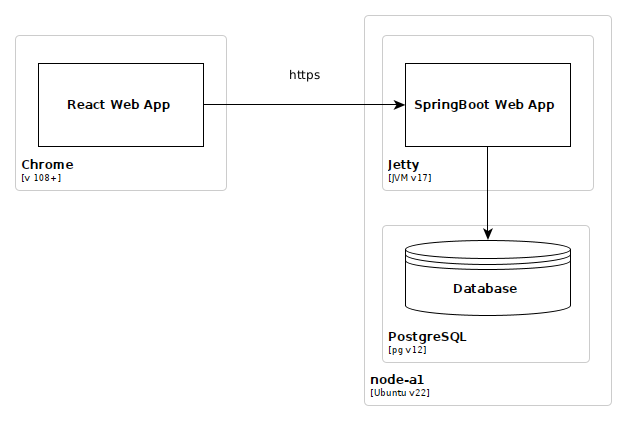 https
React Web App
SpringBoot Web App
Chrome
[v 108+]
Jetty
[JVM v17]
Database
PostgreSQL
[pg v12]
node-a1
[Ubuntu v22]